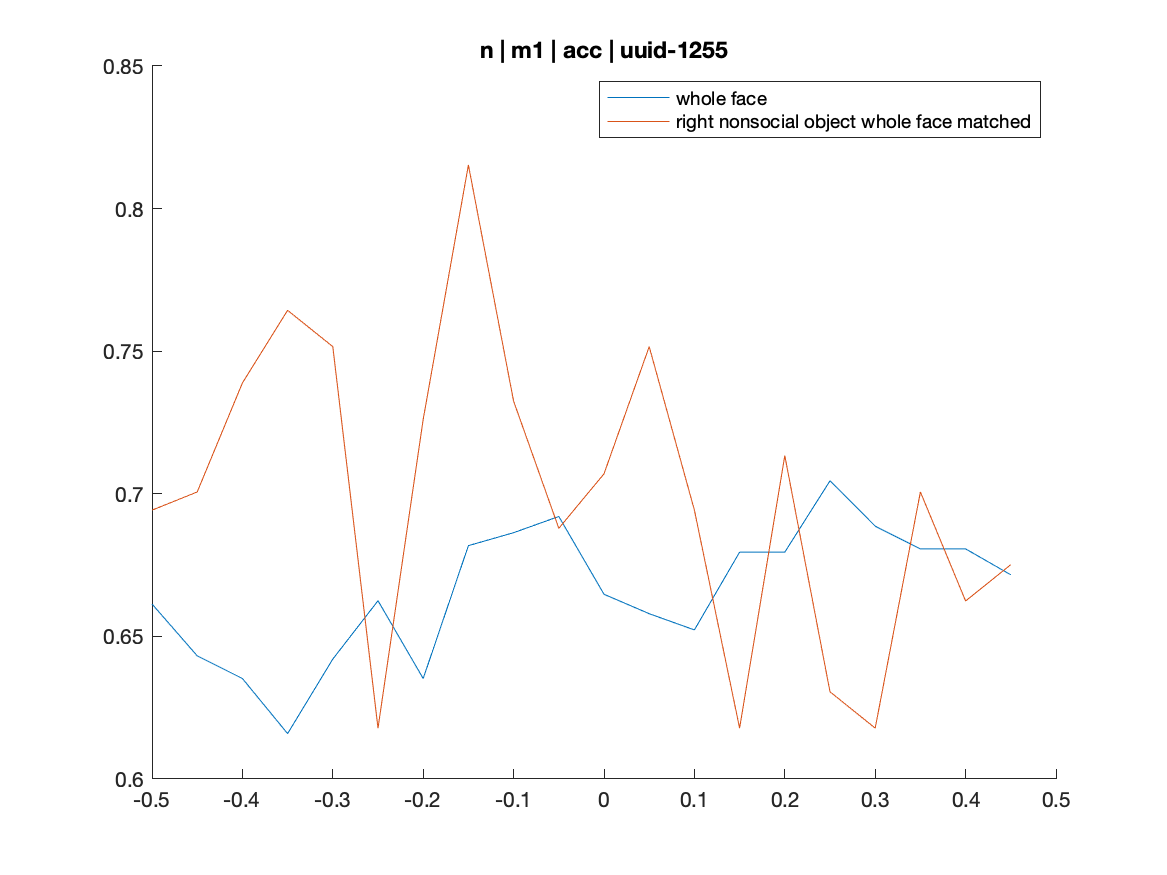 n | m1 | acc | uuid-1255
0.85
whole face
right nonsocial object whole face matched
0.8
0.75
0.7
0.65
0.6
-0.5 -0.4 -0.3 -0.2 -0.1 0 0.1 0.2 0.3 0.4 0.5